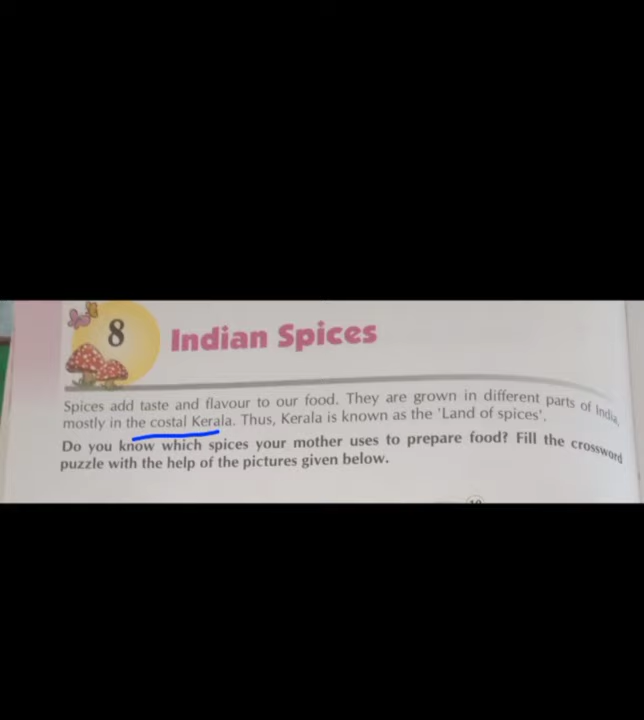 8
Indian Spices
Spices add taste and flavour to our food. They are grown in different parts of India,
mostly in the costal Kerala. Thus, Kerala is known as the 'Land of spices'.
Do you know which spices your mother uses to prepare food? Fill the crossword
puzzle with the help of the pictures given below.